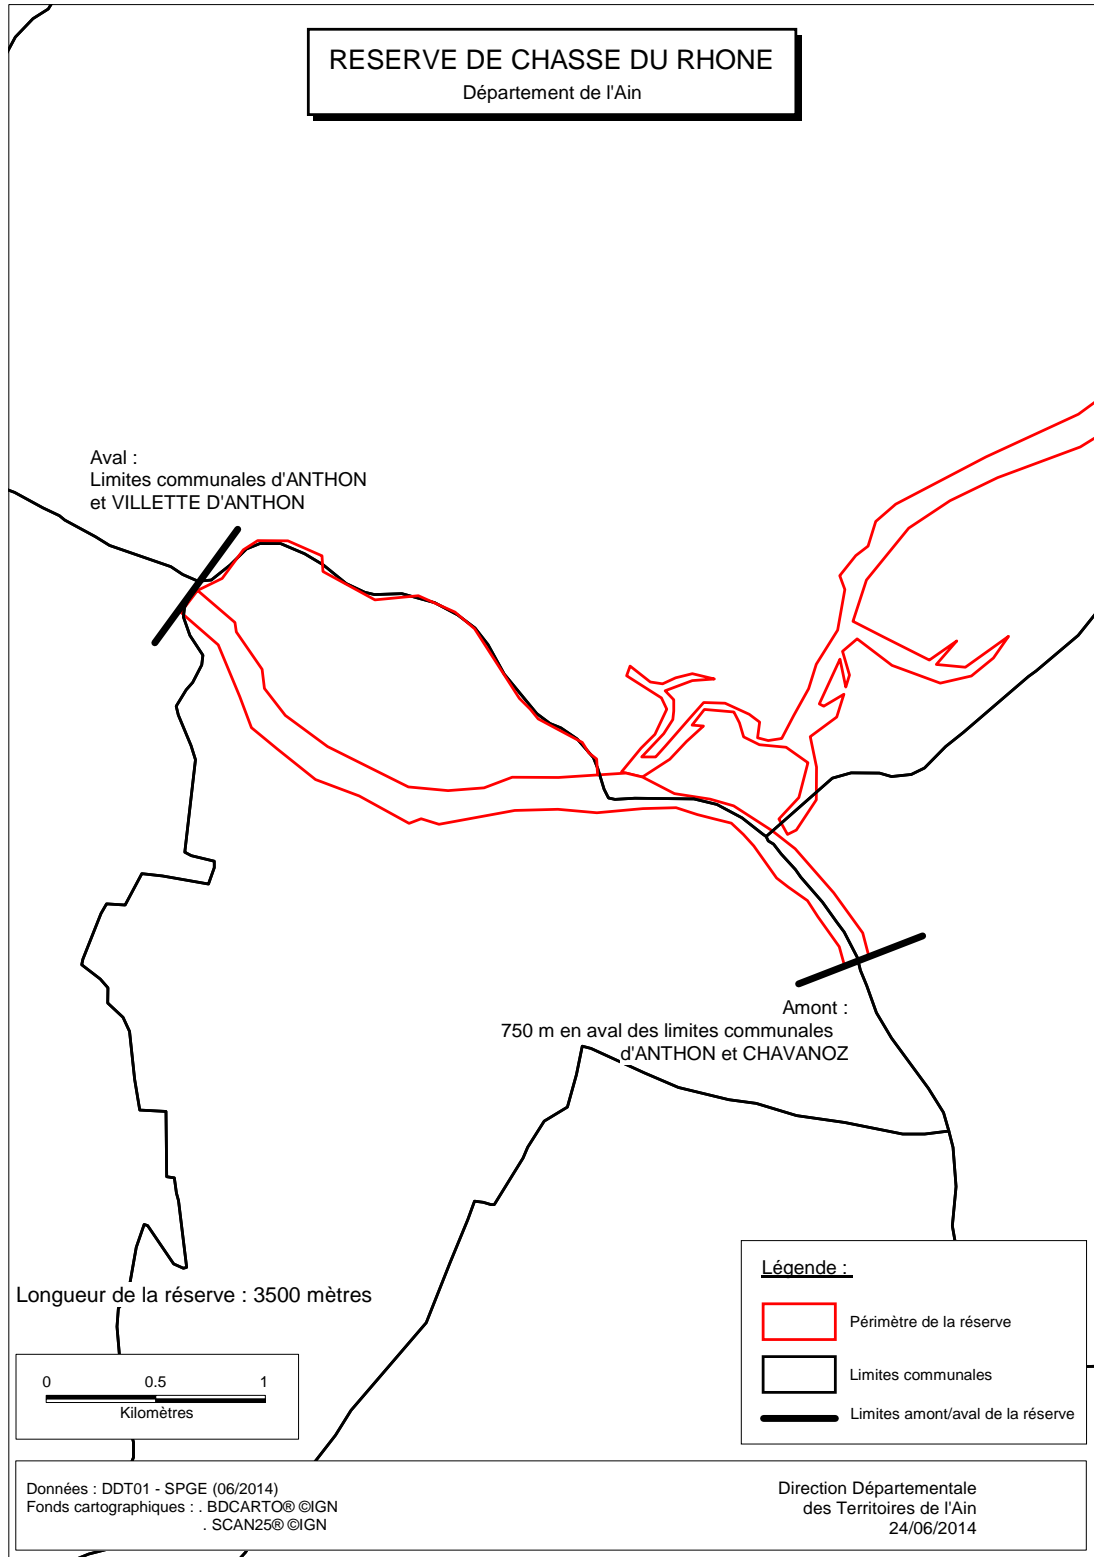 RESERVE DE CHASSE DU RHONE
Département de l'Ain
Aval :
Limites communales d'ANTHON
et VILLETTE D'ANTHON
Amont :
750 m en aval des limites communales
d'ANTHON et CHAVANOZ
Longueur de la réserve : 3500 mètres
0 0.5 1
Kilomètres
Légende :
Périmètre de la réserve
Limites communales
Limites amont/aval de la réserve
Données : DDT01 - SPGE (06/2014)
Fonds cartographiques : . BDCARTO® ©IGN
. SCAN25® ©IGN
Direction Départementale
des Territoires de l'Ain
24/06/2014